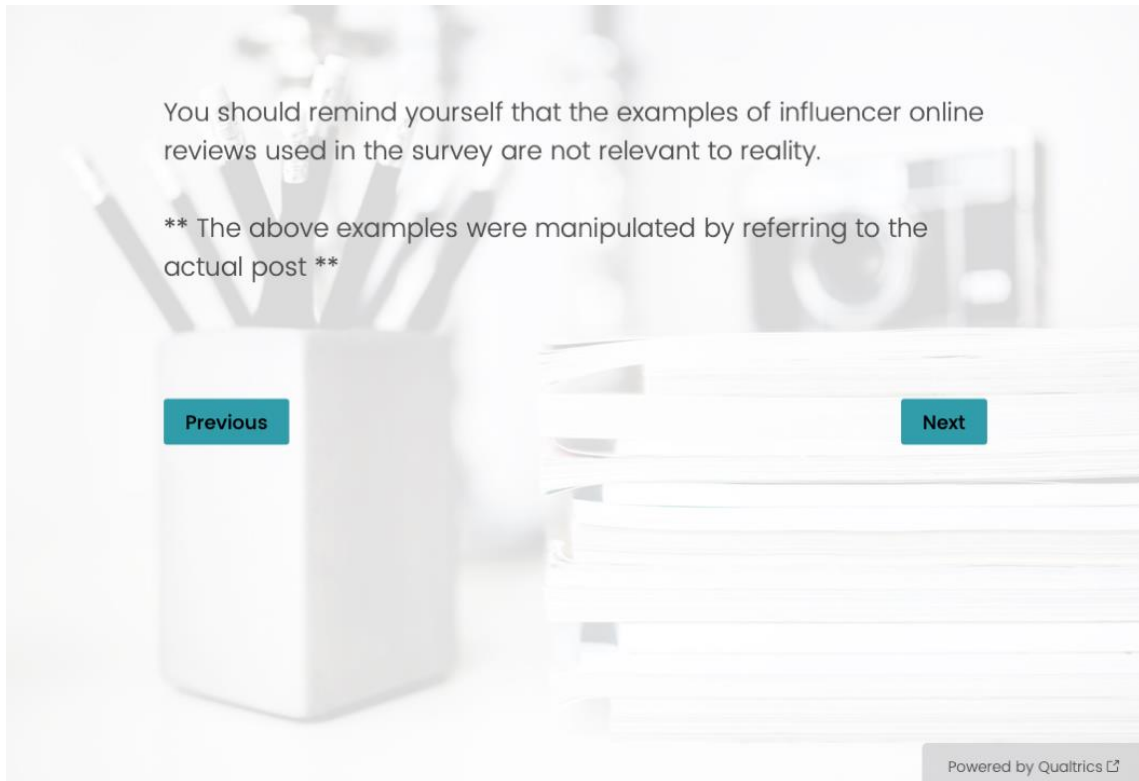 You should remind yourself that the examples of influencer online
reviews used in the survey are not relevant to reality.
** The above examples were manipulated by referring to the
actual post **
Previous
Next
Powered by Qualtrics